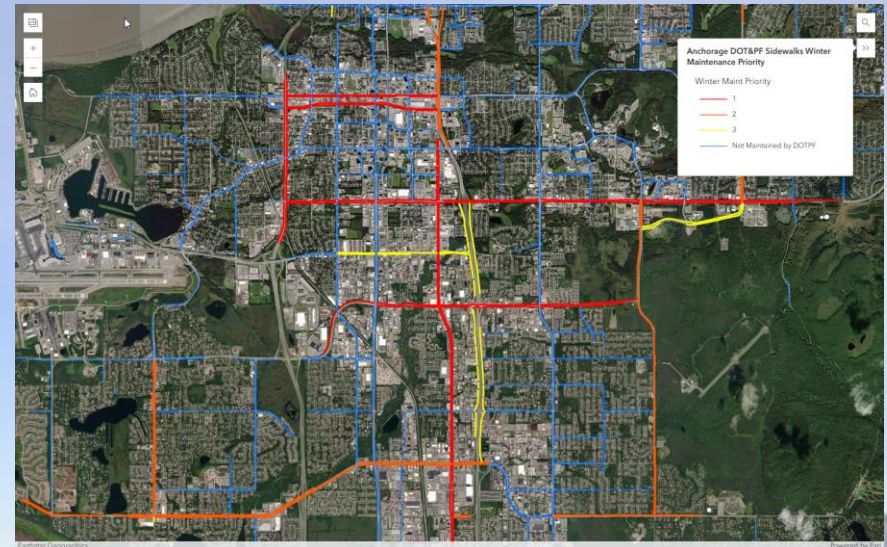 Anchorage DOT&PF Sidewalks Winter
Maintenance Priority
Winter Maint Priority
1
2
3
Not Maintained by DOTPF
Earthstar Geographics
Powered by Esri